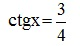 ctgx = 3/4